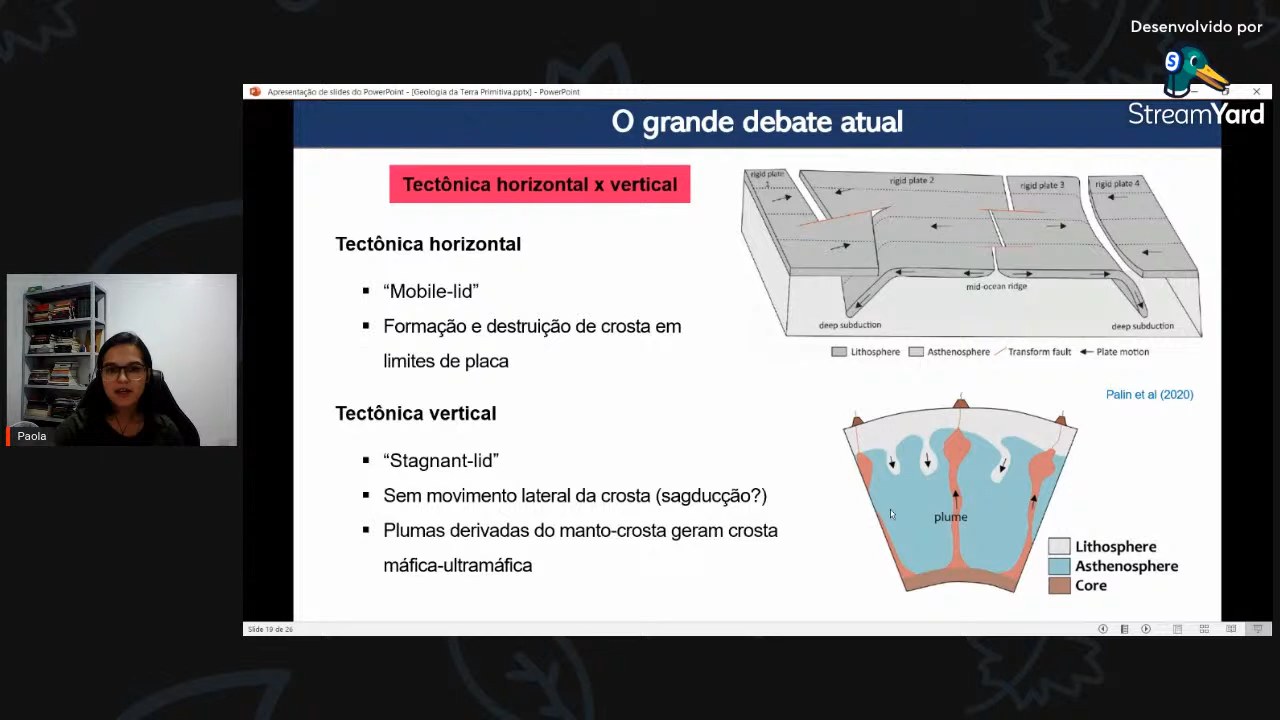 Desenvolvido por
S
StreamYard
Apresentação de slides do PowerPoint - [Geologia da Terra Primitiva.pptx] - PowerPoint
O grande debate atual
Tectônica horizontal x vertical
Tectônica horizontal
▪ “Mobile-lid”
▪ Formação e destruição de crosta em
limites de placa
Tectônica vertical
▪ “Stagnant-lid”
▪ Sem movimento lateral da crosta (sagducção?)
▪ Plumas derivadas do manto-crosta geram crosta
máfica-ultramáfica
rigid plate
1
rigid plate 2
rigid plate 3
rigid plate 4
mid-ocean ridge
deep subduction
deep subduction
Lithosphere
Asthenosphere
Transform fault
Plate motion
Palin et al (2020)
plume
Lithosphere
Asthenosphere
Core
Paola
Slide 19 de 26